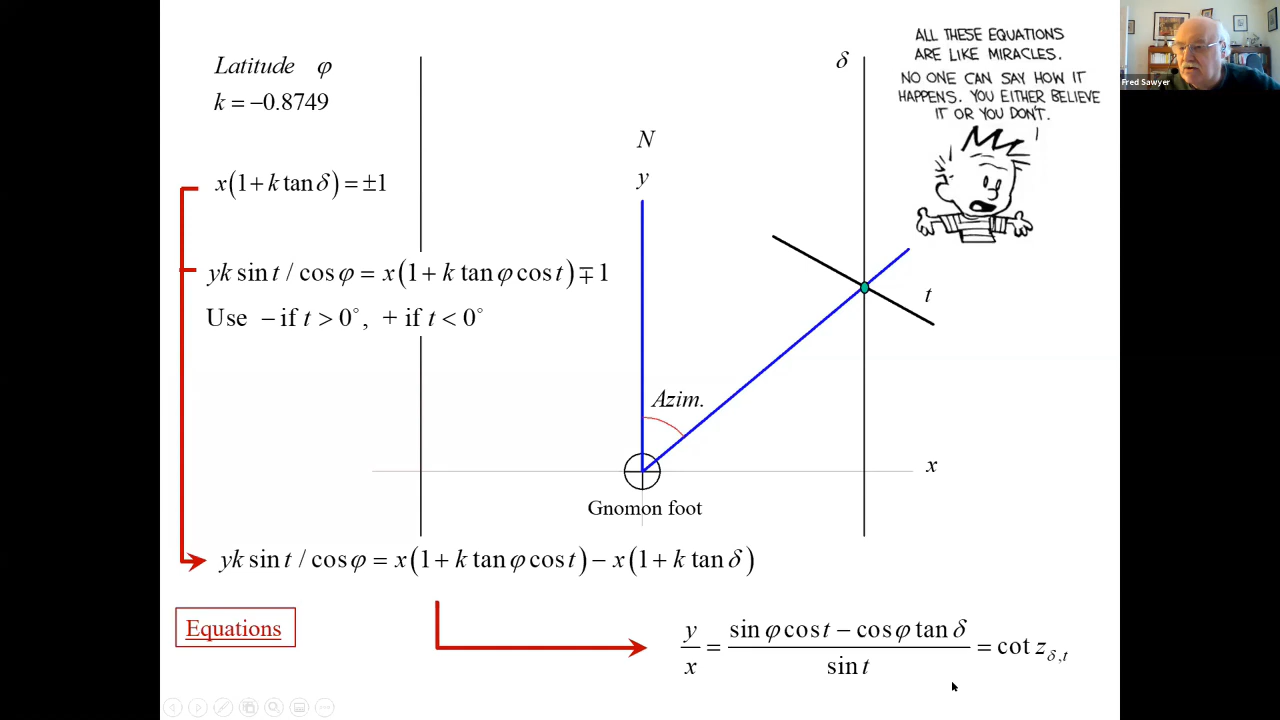 Latitude φ
k = −0.8749
x(1 + k tan δ) = ±1
yk sin t / cos φ = x(1 + k tan φ cos t) ∓ 1
Use − if t > 0°, + if t < 0°
δ
N
y
t
Azim.
x
Gnomon foot
ALL THESE EQUATIONS
ARE LIKE MIRACLES.
NO ONE CAN SAY HOW IT
HAPPENS. YOU EITHER BELIEVE
IT OR YOU DON'T.
Fred Sawyer
yk sin t / cos φ = x(1 + k tan φ cos t) − x(1 + k tan δ)
Equations
y/x = (sin φ cos t − cos φ tan δ)/sin t = cot z δ,t